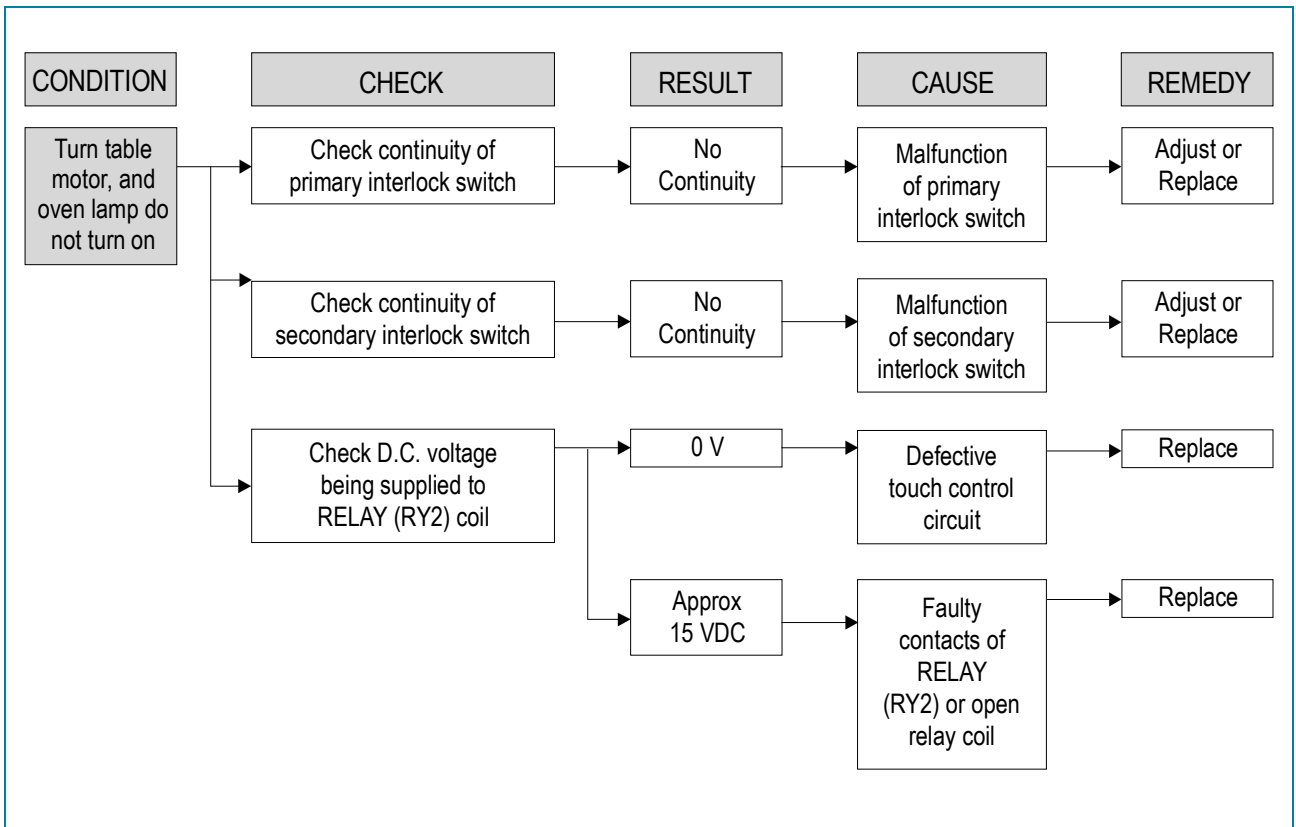 CONDITION
CHECK
RESULT
CAUSE
REMEDY
Turn table
motor, and
oven lamp do
not turn on
Check continuity of
primary interlock switch
No
Continuity
Malfunction
of primary
interlock switch
Adjust or
Replace
Check continuity of
secondary interlock switch
No
Continuity
Malfunction
of secondary
interlock switch
Adjust or
Replace
Check D.C. voltage
being supplied to
RELAY (RY2) coil
0 V
Defective
touch control
circuit
Replace
Approx
15 VDC
Faulty
contacts of
RELAY
(RY2) or open
relay coil
Replace